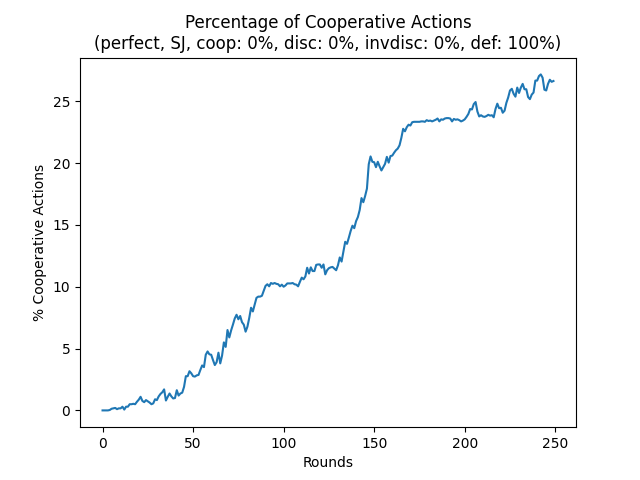 Percentage of Cooperative Actions
(perfect, SJ, coop: 0%, disc: 0%, invdisc: 0%, def: 100%)
% Cooperative Actions
25
20
15
10
5
0
0 50 100 150 200 250
Rounds